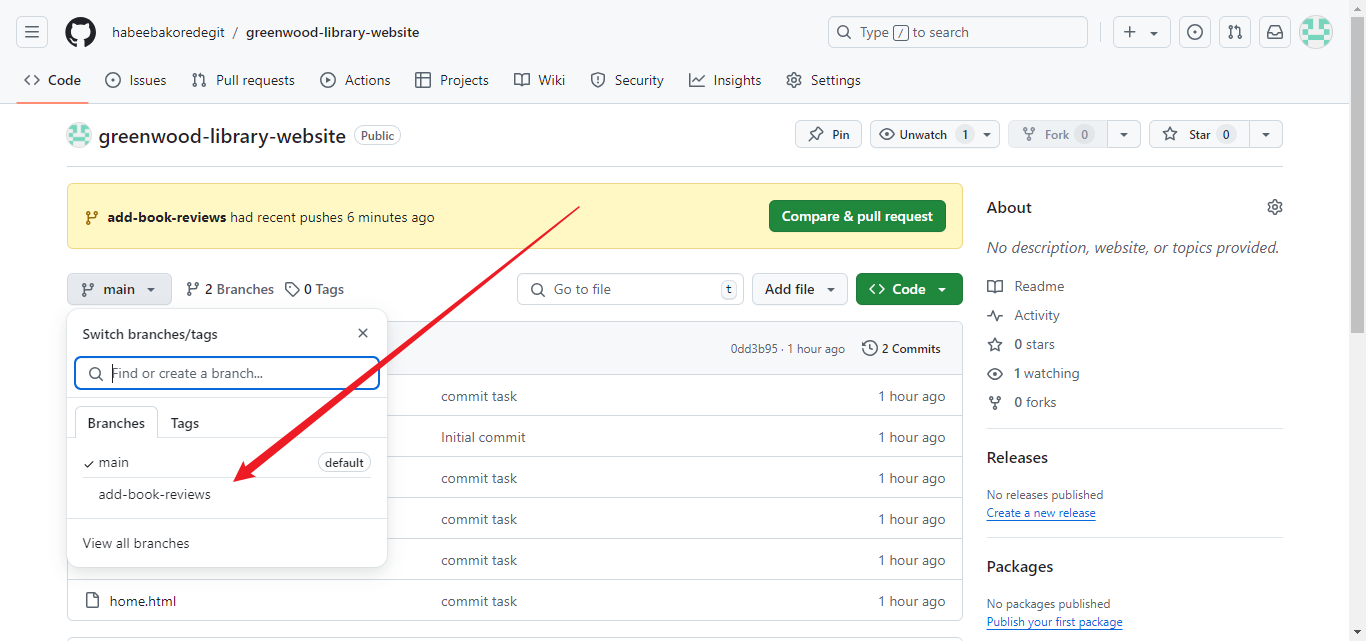 habeebakoredegit / greenwood-library-website
Type / to search
Code Issues Pull requests Actions Projects Wiki Security Insights Settings
greenwood-library-website Public
Pin Unwatch 1 Fork 0 Star 0
add-book-reviews had recent pushes 6 minutes ago
Compare & pull request
main 2 Branches 0 Tags
Go to file t
Add file
Code
Switch branches/tags
Find or create a branch...
Branches Tags
main default
add-book-reviews
View all branches
0dd3b95 · 1 hour ago 2 Commits
commit task 1 hour ago
Initial commit 1 hour ago
commit task 1 hour ago
commit task 1 hour ago
commit task 1 hour ago
home.html commit task 1 hour ago
About
No description, website, or topics provided.
Readme
Activity
0 stars
1 watching
0 forks
Releases
No releases published
Create a new release
Packages
No packages published
Publish your first package